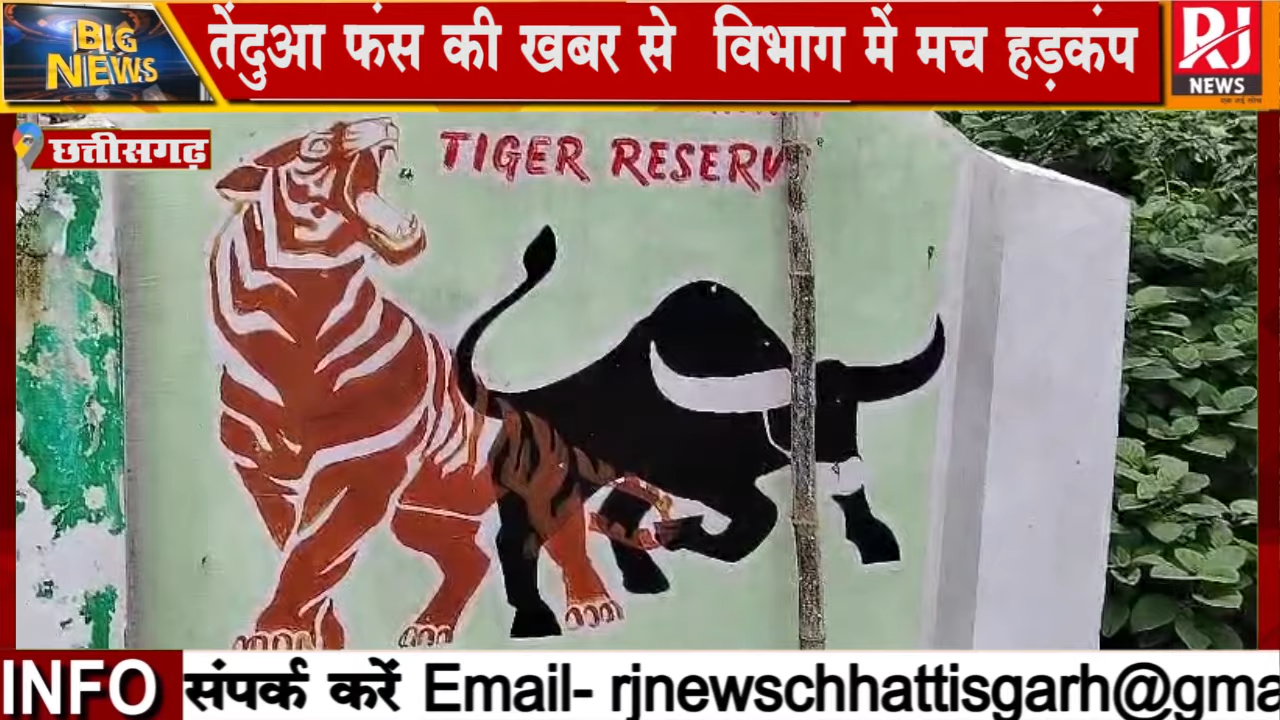 BIG
NEWS
तेंदुआ फंस की खबर से विभाग में मच हड़कंप
RJ
NEWS
छत्तीसगढ़
TIGER RESERV
INFO संपर्क करें Email- rjnewschhattisgarh@gma